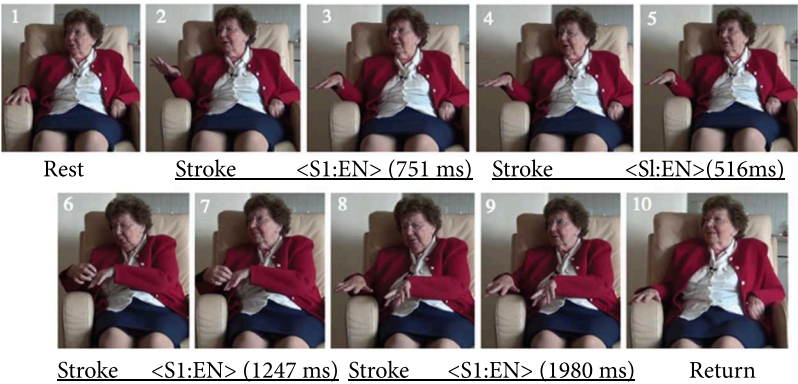 1 2 3 4 5
Rest Stroke <S1:EN> (751 ms) Stroke <Sl:EN>(516ms)
6 7 8 9 10
Stroke <S1:EN> (1247 ms) Stroke <S1:EN> (1980 ms) Return